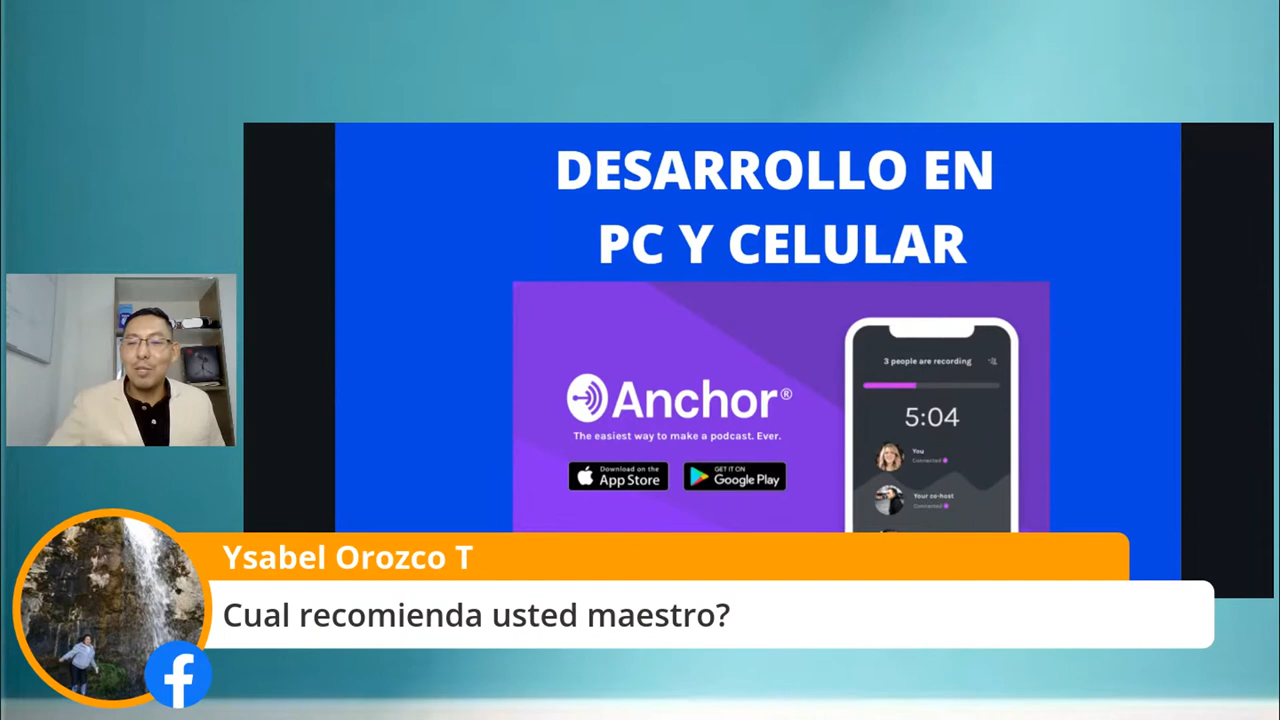 DESARROLLO EN
PC Y CELULAR
Anchor®
The easiest way to make a podcast. Ever.
Download on the
App Store
GET IT ON
Google Play
3 people are recording
5:04
You
Connected
Your co-host
Connected
Ysabel Orozco T
Cual recomienda usted maestro?